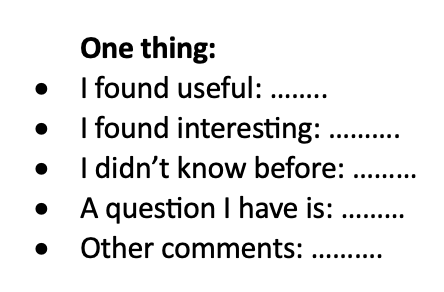 One thing:
• I found useful: ........
• I found interesting: ..........
• I didn't know before: .........
• A question I have is: .........
• Other comments: ..........